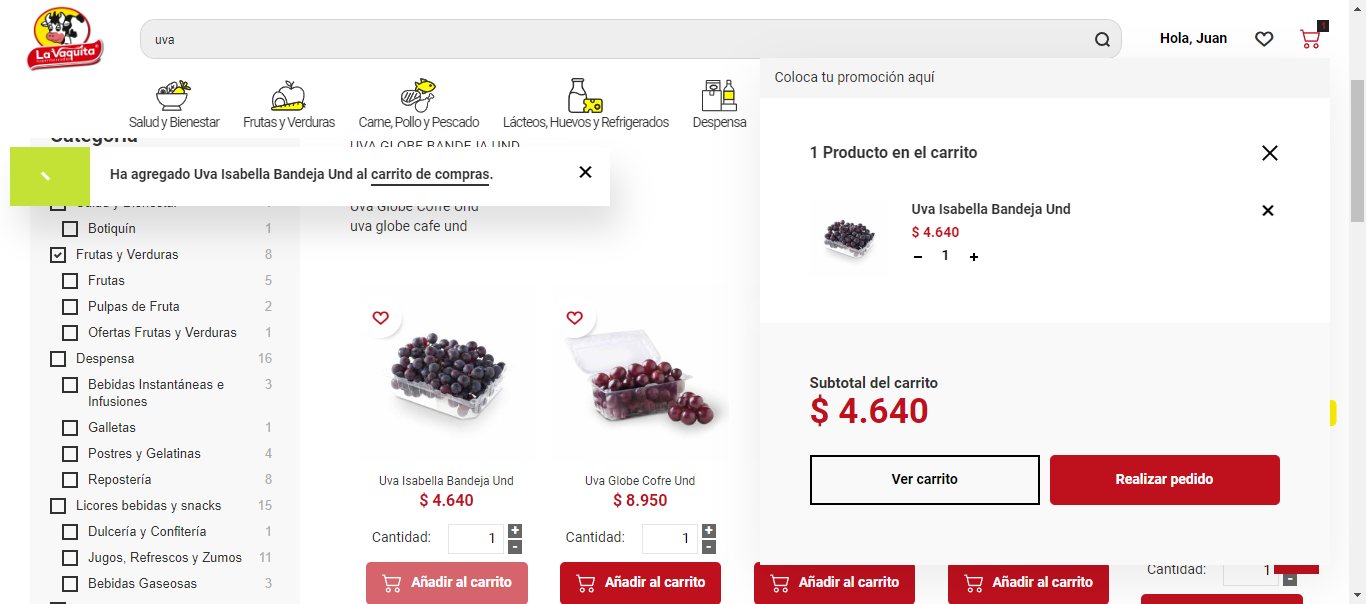 La Vaquita
uva
Hola, Juan
1
Salud y Bienestar
Frutas y Verduras
Carne, Pollo y Pescado
Lácteos, Huevos y Refrigerados
Despensa
Coloca tu promoción aquí
Categoría
UVA GLOBE BANDEJA UND
Ha agregado Uva Isabella Bandeja Und al carrito de compras.
Salud y Bienestar
Uva Globe Cofre Und
uva globe cafe und
Botiquín 1
Frutas y Verduras 8
Frutas 5
Pulpas de Fruta 2
Ofertas Frutas y Verduras 1
Despensa 16
Bebidas Instantáneas e 3
Infusiones
Galletas 1
Postres y Gelatinas 4
Repostería 8
Licores bebidas y snacks 15
Dulcería y Confitería 1
Jugos, Refrescos y Zumos 11
Bebidas Gaseosas 3
Uva Isabella Bandeja Und
$ 4.640
Cantidad: 1 + -
Añadir al carrito
Uva Globe Cofre Und
$ 8.950
Cantidad: 1 + -
Añadir al carrito
Añadir al carrito
Añadir al carrito
Cantidad: 1 -
1 Producto en el carrito
Uva Isabella Bandeja Und
$ 4.640
− 1 +
Subtotal del carrito
$ 4.640
Ver carrito
Realizar pedido